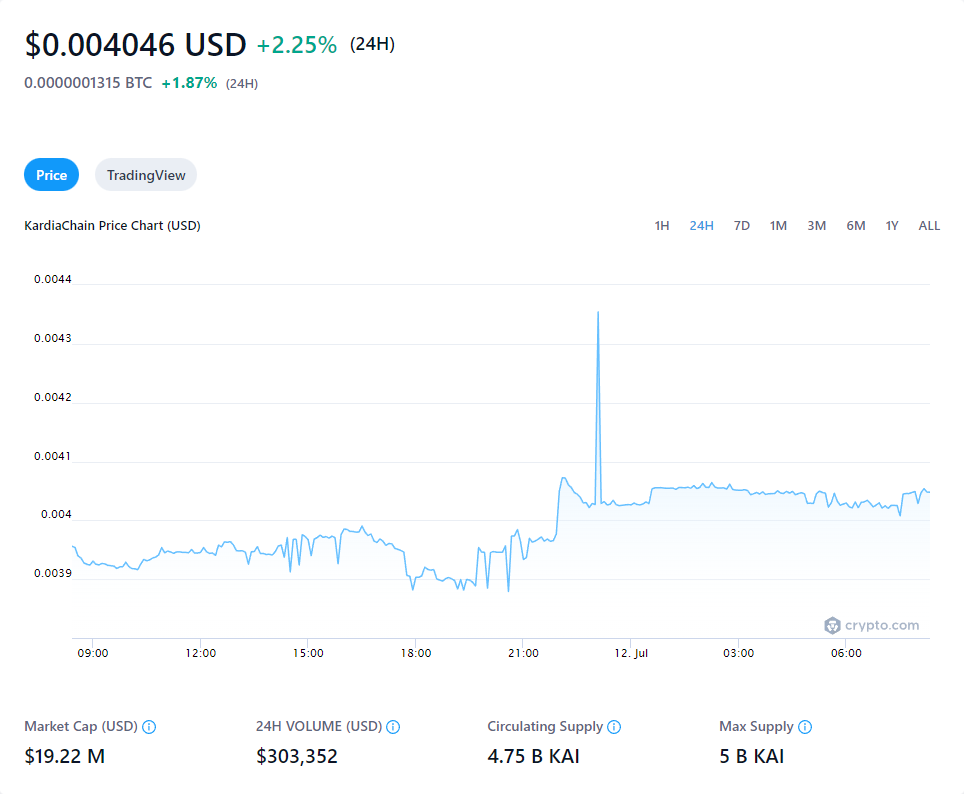 $0.004046 USD +2.25% (24H)
0.0000001315 BTC +1.87% (24H)
Price TradingView
KardiaChain Price Chart (USD) 1H 24H 7D 1M 3M 6M 1Y ALL
0.0044
0.0043
0.0042
0.0041
0.004
0.0039
crypto.com
09:00 12:00 15:00 18:00 21:00 12. Jul 03:00 06:00
Market Cap (USD) 24H VOLUME (USD) Circulating Supply Max Supply
$19.22 M $303,352 4.75 B KAI 5 B KAI